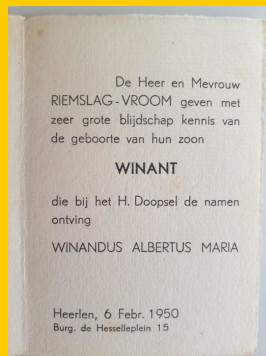 De Heer en Mevrouw
RIEMSLAG-VROOM geven met
zeer grote blijdschap kennis van
de geboorte van hun zoon
WINANT
die bij het H. Doopsel de namen
ontving
WINANDUS ALBERTUS MARIA
Heerlen, 6 Febr. 1950
Burg. de Hesselleplein 15